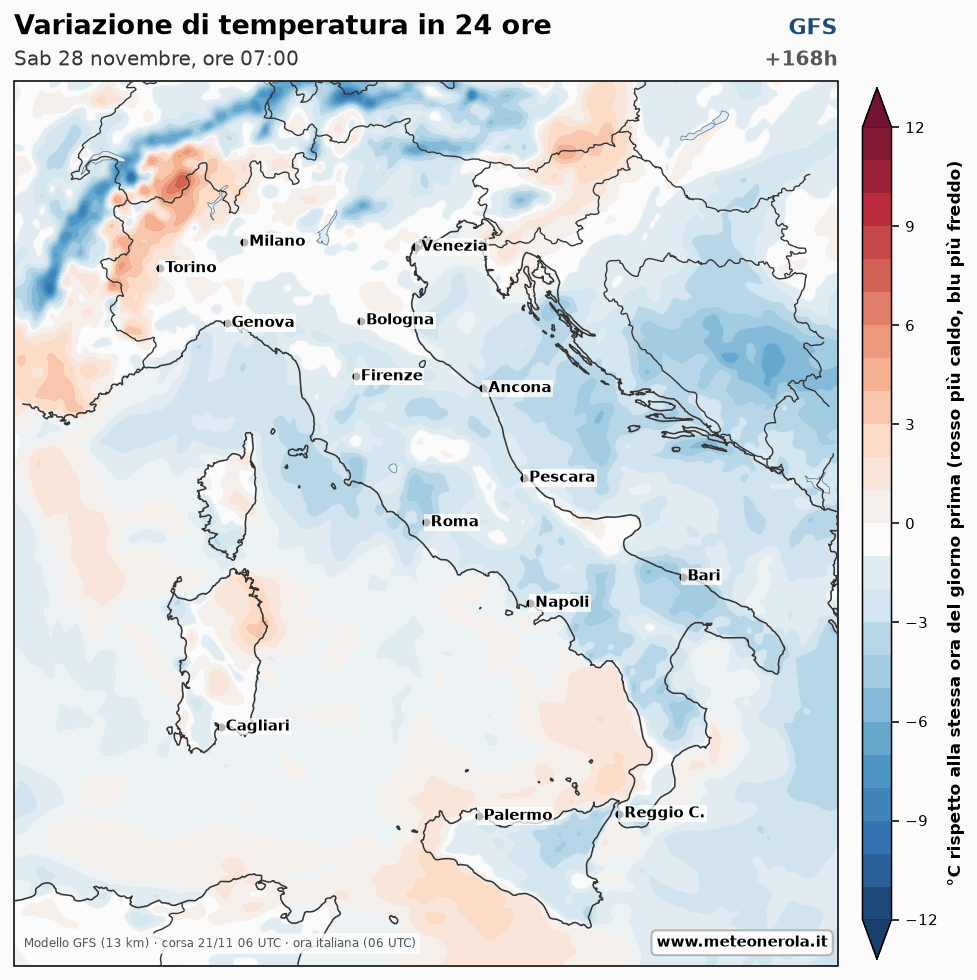 Variazione di temperatura in 24 ore
GFS
Sab 28 novembre, ore 07:00
+168h
Milano
Venezia
Torino
Genova
Bologna
Firenze
Ancona
Pescara
Roma
Bari
Napoli
Cagliari
Palermo
Reggio C.
12
9
6
3
0
−3
−6
−9
−12
°C rispetto alla stessa ora del giorno prima (rosso più caldo, blu più freddo)
Modello GFS (13 km) · corsa 21/11 06 UTC · ora italiana (06 UTC)
www.meteonerola.it